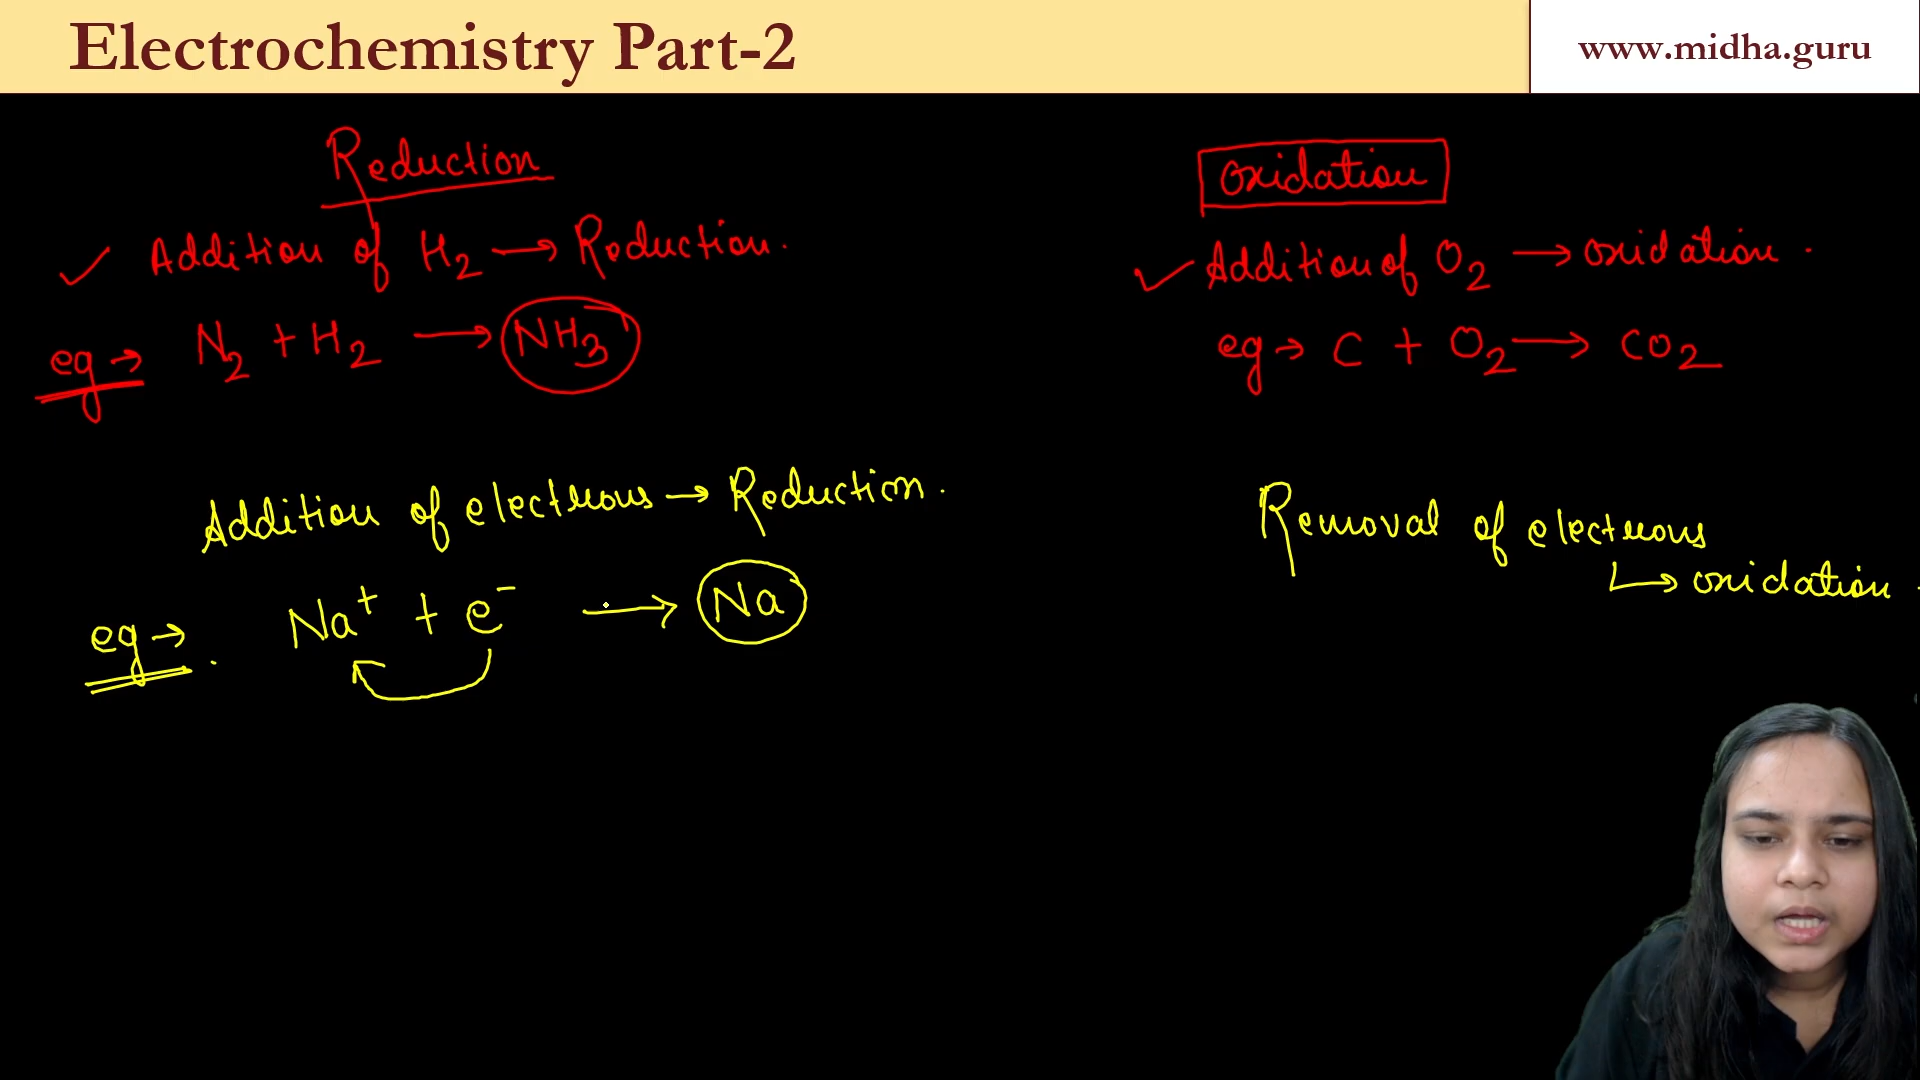 Electrochemistry Part-2
www.midha.guru
Reduction
✓ Addition of H₂ → Reduction.
eg → N₂ + H₂ → NH₃
Addition of electrons → Reduction.
eg → Na⁺ + e⁻ → Na
Oxidation
✓ Addition of O₂ → oxidation.
eg → C + O₂ → CO₂
Removal of electrons
↳ oxidation